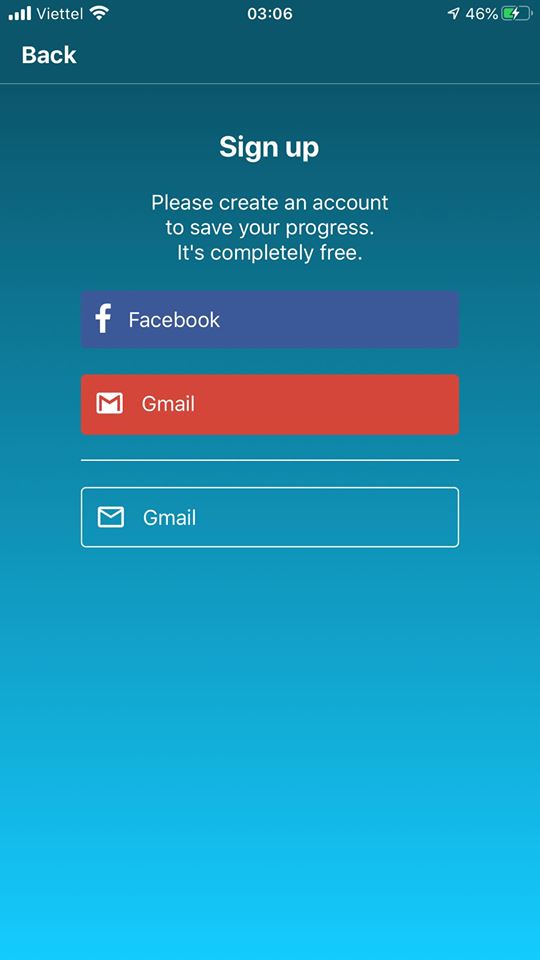 Viettel 03:06 46%
Back
Sign up
Please create an account
to save your progress.
It's completely free.
Facebook
Gmail
Gmail